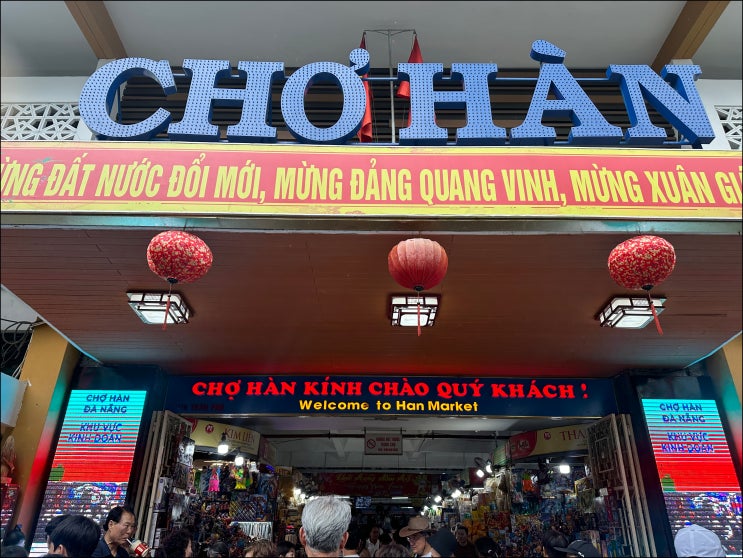 CHỢ HÀN
ỪNG ĐẤT NƯỚC ĐỔI MỚI, MỪNG ĐẢNG QUANG VINH, MỪNG XUÂN GI
CHỢ HÀN KÍNH CHÀO QUÝ KHÁCH !
Welcome to Han Market
CHỢ HÀN
ĐÀ NẴNG
KHU VỰC
KINH DOANH
CHỢ HÀN
ĐÀ NẴNG
KHU VỰC
KINH DOANH
KIM LIÊN